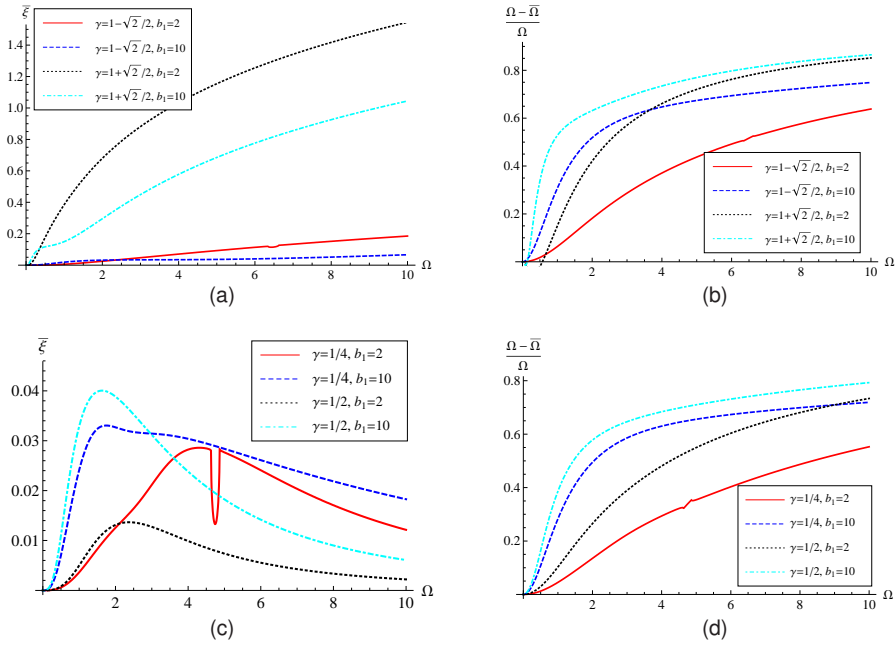 ξ̅
γ=1−√2/2, b₁=2
γ=1−√2/2, b₁=10
γ=1+√2/2, b₁=2
γ=1+√2/2, b₁=10
1.4
1.2
1.0
0.8
0.6
0.4
0.2
2 4 6 8 10 Ω
(a)
Ω − Ω̅
Ω
0.8
0.6
0.4
0.2
γ=1−√2/2, b₁=2
γ=1−√2/2, b₁=10
γ=1+√2/2, b₁=2
γ=1+√2/2, b₁=10
2 4 6 8 10 Ω
(b)
ξ̅
γ=1/4, b₁=2
γ=1/4, b₁=10
γ=1/2, b₁=2
γ=1/2, b₁=10
0.04
0.03
0.02
0.01
0.00
2 4 6 8 10 Ω
(c)
Ω − Ω̅
Ω
0.8
0.6
0.4
0.2
γ=1/4, b₁=2
γ=1/4, b₁=10
γ=1/2, b₁=2
γ=1/2, b₁=10
2 4 6 8 10 Ω
(d)